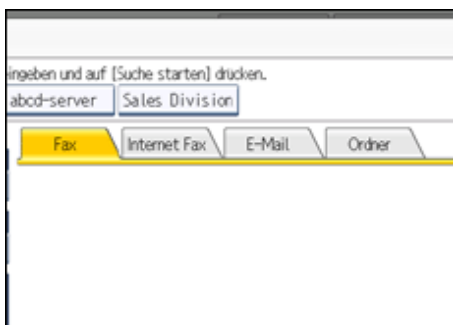 eingeben und auf [Suche starten] drücken.
abcd-server Sales Division
Fax Internet Fax E-Mail Ordner